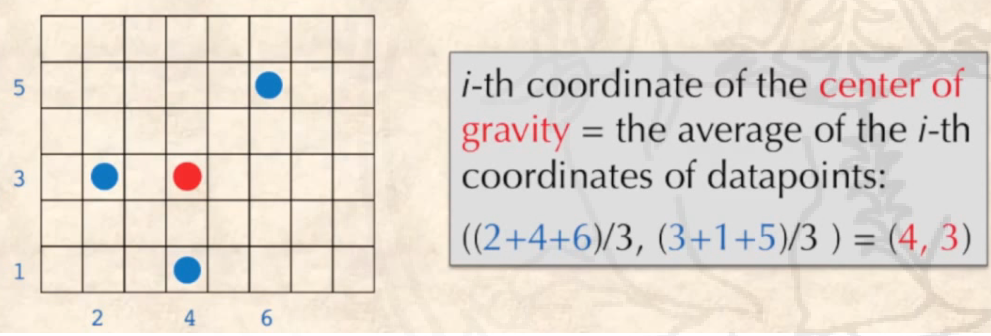 5
3
1
2 4 6
i-th coordinate of the center of
gravity = the average of the i-th
coordinates of datapoints:
((2+4+6)/3, (3+1+5)/3 ) = (4, 3)